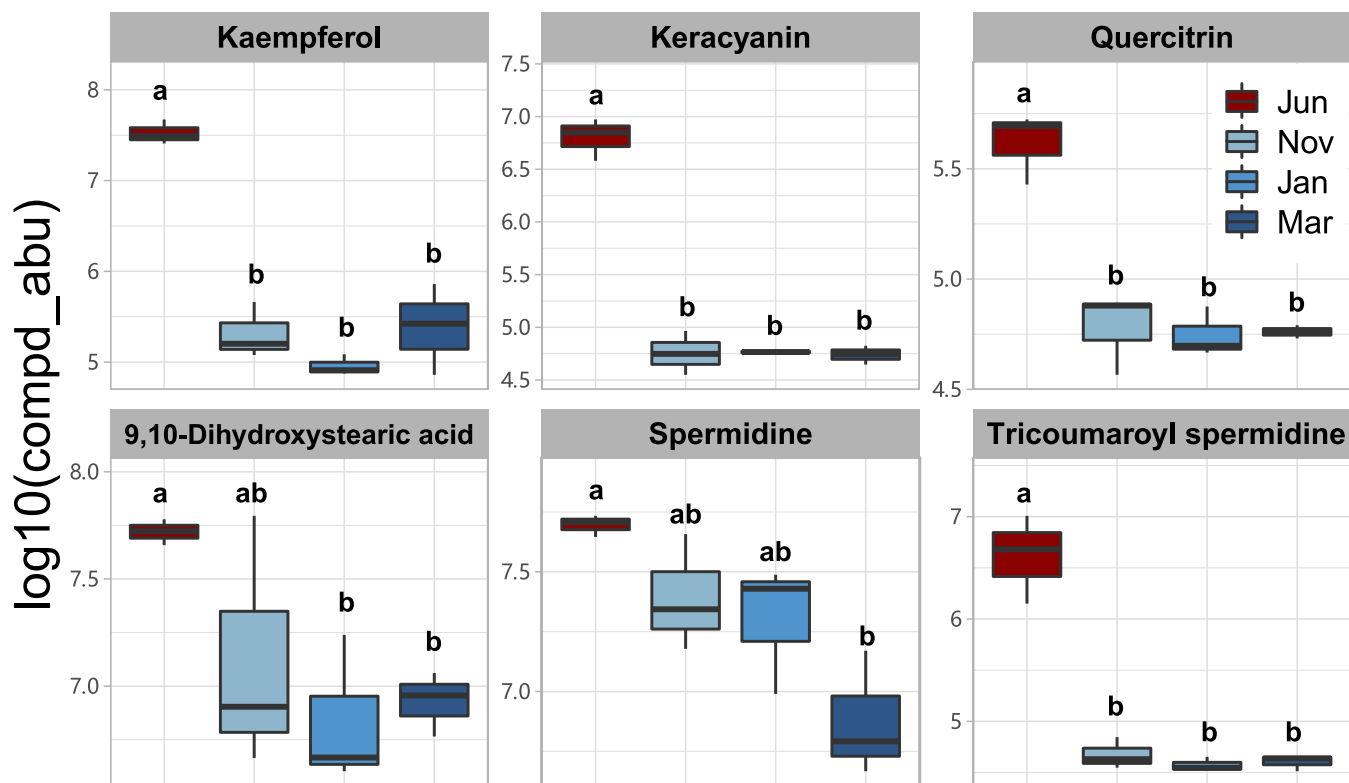 log10(compd_abu)
Kaempferol
8
7
6
5
a
b
b
b
Keracyanin
7.5
7.0
6.5
6.0
5.5
5.0
4.5
a
b
b
b
Quercitrin
5.5
5.0
4.5
a
b
b
b
Jun
Nov
Jan
Mar
9,10-Dihydroxystearic acid
8.0
7.5
7.0
a
ab
b
b
Spermidine
7.5
7.0
a
ab
ab
b
Tricoumaroyl spermidine
7
6
5
a
b
b
b